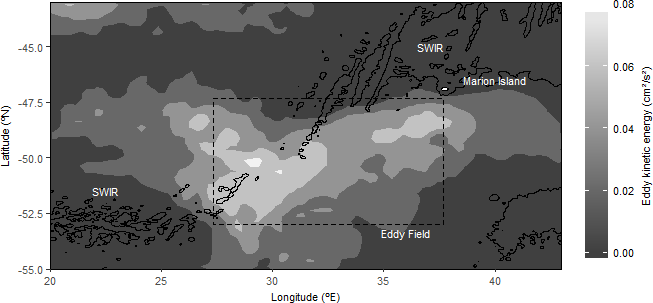 0.08
-45.0
SWIR
Marion Island
0.06
-47.5
Latitude (ºN)
0.04
-50.0
Eddy kinetic energy (cm²/s²)
SWIR
0.02
-52.5
Eddy Field
0.00
-55.0
20
25
30
35
40
Longitude (ºE)